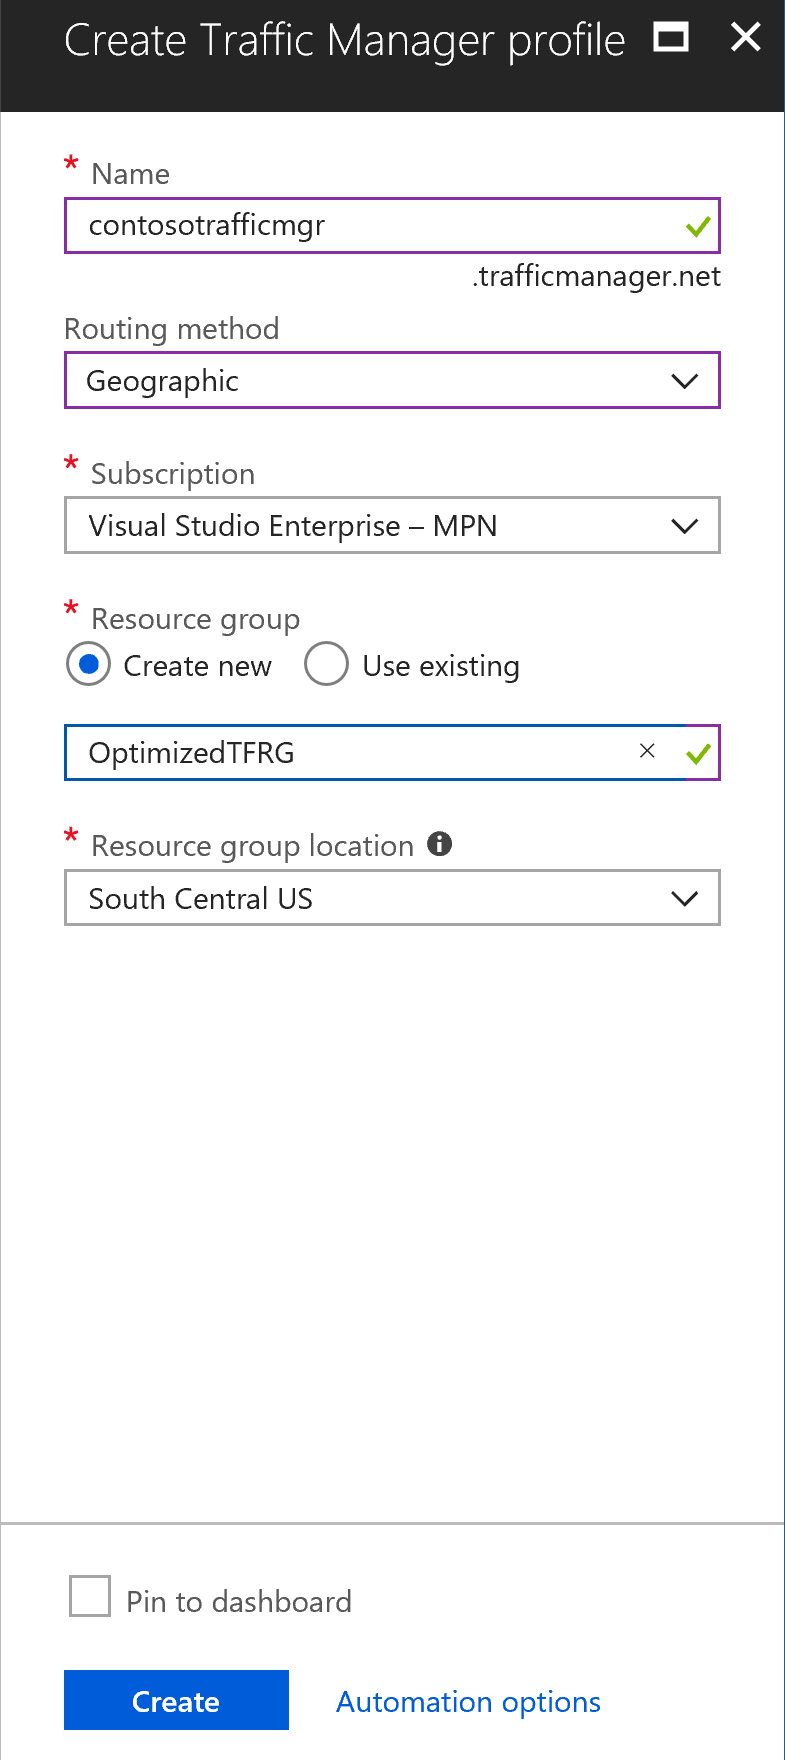 Create Traffic Manager profile
* Name
contosotrafficmgr
.trafficmanager.net
Routing method
Geographic
* Subscription
Visual Studio Enterprise – MPN
* Resource group
Create new Use existing
OptimizedTFRG
* Resource group location
South Central US
Pin to dashboard
Create Automation options